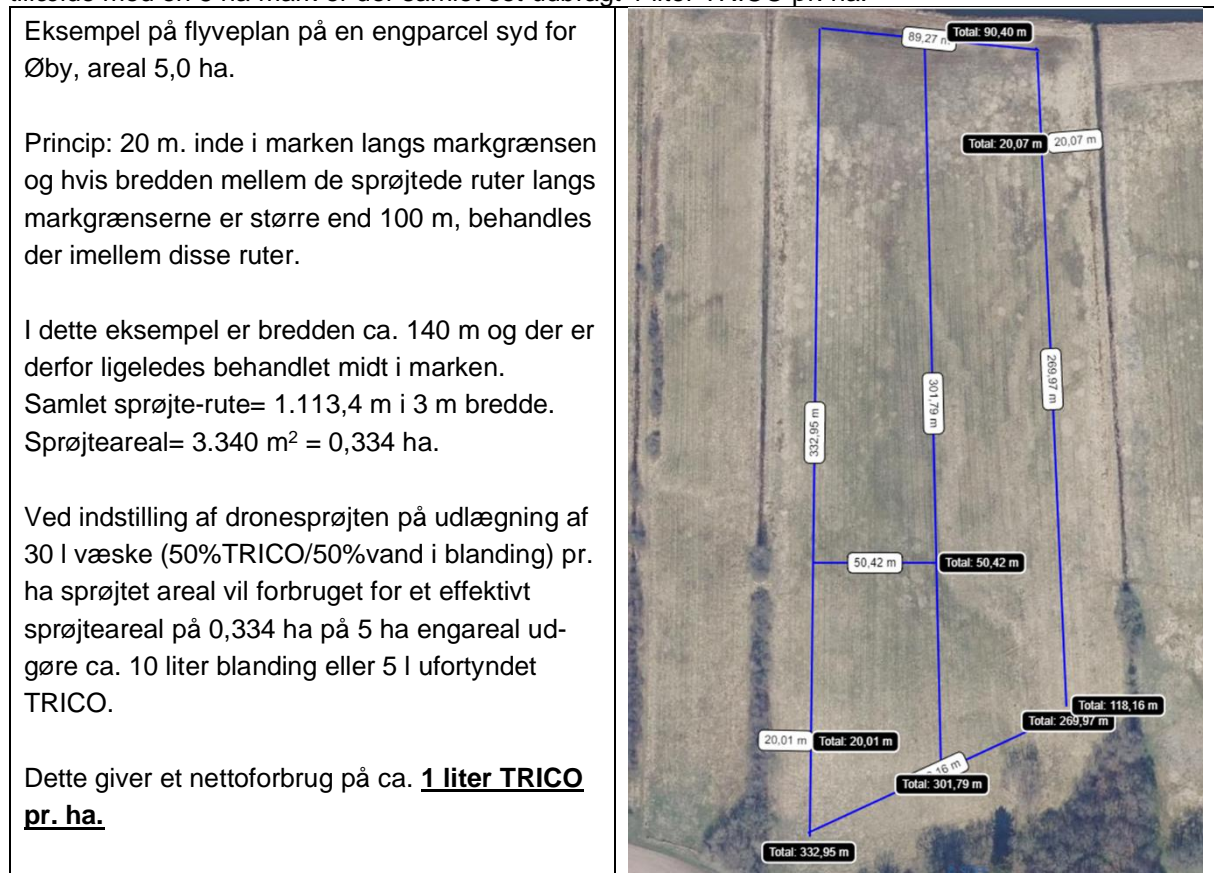 Eksempel på flyveplan på en engparcel syd for
Øby, areal 5,0 ha.
Princip: 20 m. inde i marken langs markgrænsen
og hvis bredden mellem de sprøjtede ruter langs
markgrænserne er større end 100 m, behandles
der imellem disse ruter.
I dette eksempel er bredden ca. 140 m og der er
derfor ligeledes behandlet midt i marken.
Samlet sprøjte-rute= 1.113,4 m i 3 m bredde.
Sprøjteareal= 3.340 m² = 0,334 ha.
Ved indstilling af dronesprøjten på udlægning af
30 l væske (50%TRICO/50%vand i blanding) pr.
ha sprøjtet areal vil forbruget for et effektivt
sprøjteareal på 0,334 ha på 5 ha engareal ud-
gøre ca. 10 liter blanding eller 5 l ufortyndet
TRICO.
Dette giver et nettoforbrug på ca. 1 liter TRICO
pr. ha.
89,27 m
Total: 90,40 m
Total: 20,07 m
20,07 m
269,97 m
301,79 m
332,95 m
50,42 m
Total: 50,42 m
Total: 118,16 m
Total: 269,97 m
20,01 m
Total: 20,01 m
16 m
Total: 301,79 m
Total: 332,95 m